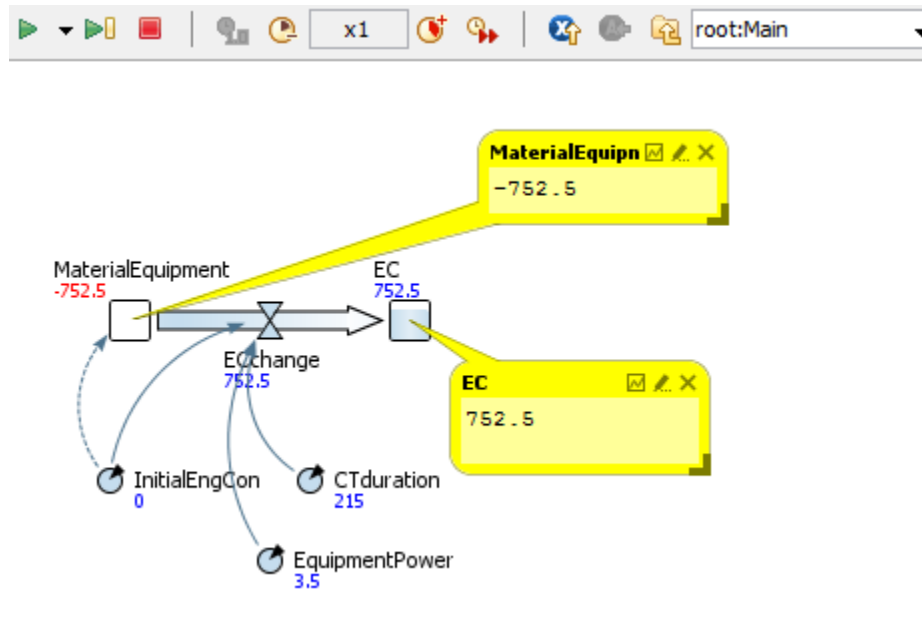 x1
root:Main
MaterialEquipn
-752.5
MaterialEquipment
-752.5
EC
752.5
ECchange
752.5
EC
752.5
InitialEngCon
0
CTduration
215
EquipmentPower
3.5